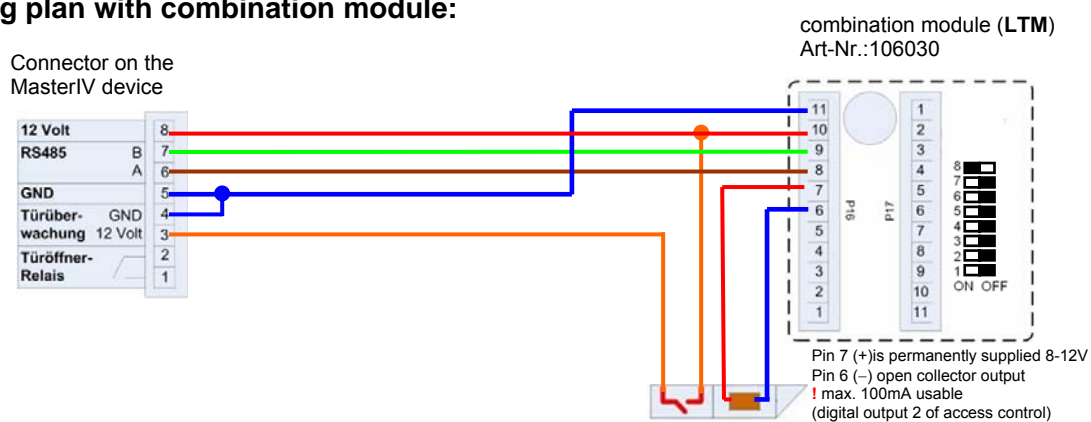 g plan with combination module:
combination module (LTM)
Art-Nr.:106030
Connector on the
MasterIV device
12 Volt 8
RS485 B 7
A 6
GND 5
Türüber- GND 4
wachung 12 Volt 3
Türöffner- 2
Relais 1
11
10
9
8
7
6
5
4
3
2
1
P16
P17
1
2
3
4
5
6
7
8
9
10
11
8
7
6
5
4
3
2
1
ON OFF
Pin 7 (+)is permanently supplied 8-12V
Pin 6 (−) open collector output
! max. 100mA usable
(digital output 2 of access control)